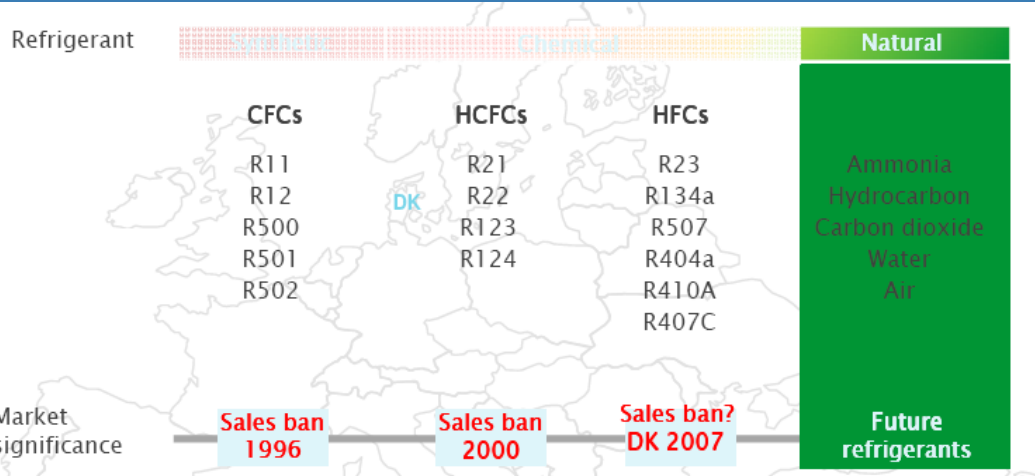 Refrigerant
Synthetic Chemical Natural
CFCs HCFCs HFCs
R11 R21 R23 Ammonia
R12 R22 R134a Hydrocarbon
DK
R500 R123 R507 Carbon dioxide
R501 R124 R404a Water
R502 R410A Air
R407C
Market
significance
Sales ban
1996
Sales ban
2000
Sales ban?
DK 2007
Future
refrigerants